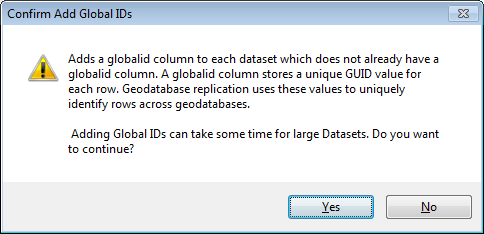 Confirm Add Global IDs
Adds a globalid column to each dataset which does not already have a
globalid column. A globalid column stores a unique GUID value for
each row. Geodatabase replication uses these values to uniquely
identify rows across geodatabases.
Adding Global IDs can take some time for large Datasets. Do you want
to continue?
Yes
No